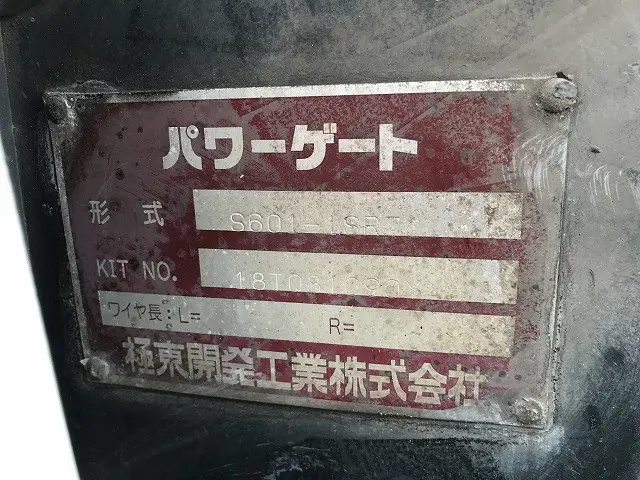 パワーゲート
形式 S601-1SR
KIT NO.
ワイヤ長:L= R=
極東開発工業株式会社